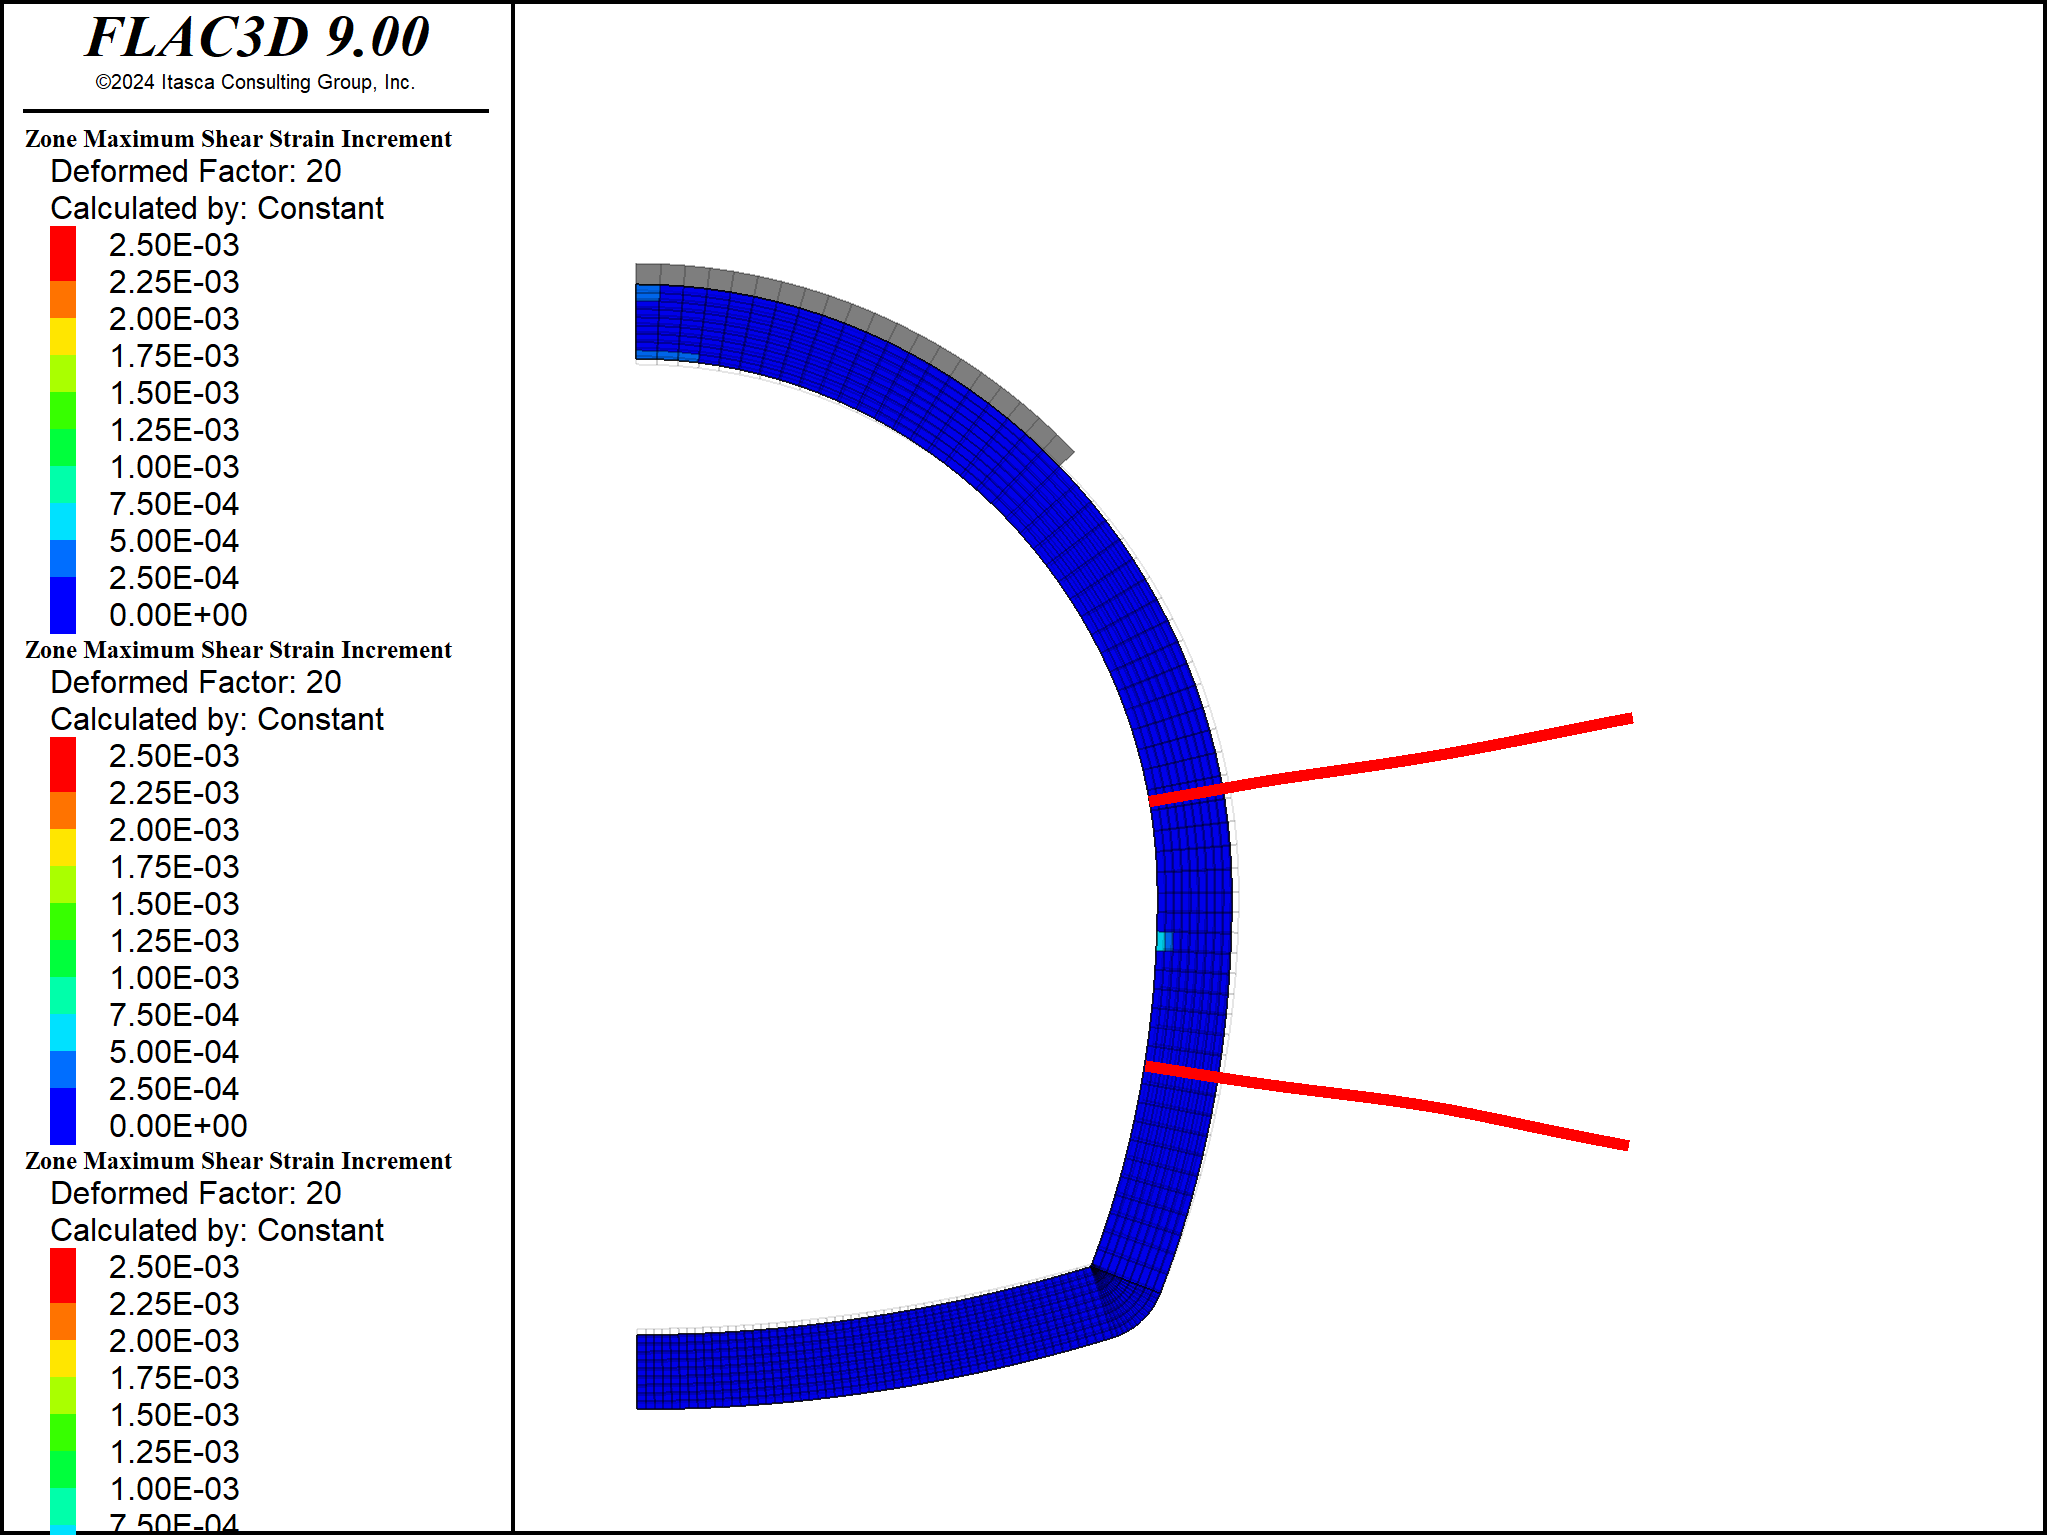 FLAC3D 9.00
©2024 Itasca Consulting Group, Inc.
Zone Maximum Shear Strain Increment
Deformed Factor: 20
Calculated by: Constant
2.50E-03
2.25E-03
2.00E-03
1.75E-03
1.50E-03
1.25E-03
1.00E-03
7.50E-04
5.00E-04
2.50E-04
0.00E+00
Zone Maximum Shear Strain Increment
Deformed Factor: 20
Calculated by: Constant
2.50E-03
2.25E-03
2.00E-03
1.75E-03
1.50E-03
1.25E-03
1.00E-03
7.50E-04
5.00E-04
2.50E-04
0.00E+00
Zone Maximum Shear Strain Increment
Deformed Factor: 20
Calculated by: Constant
2.50E-03
2.25E-03
2.00E-03
1.75E-03
1.50E-03
1.25E-03
1.00E-03
7.50E-04